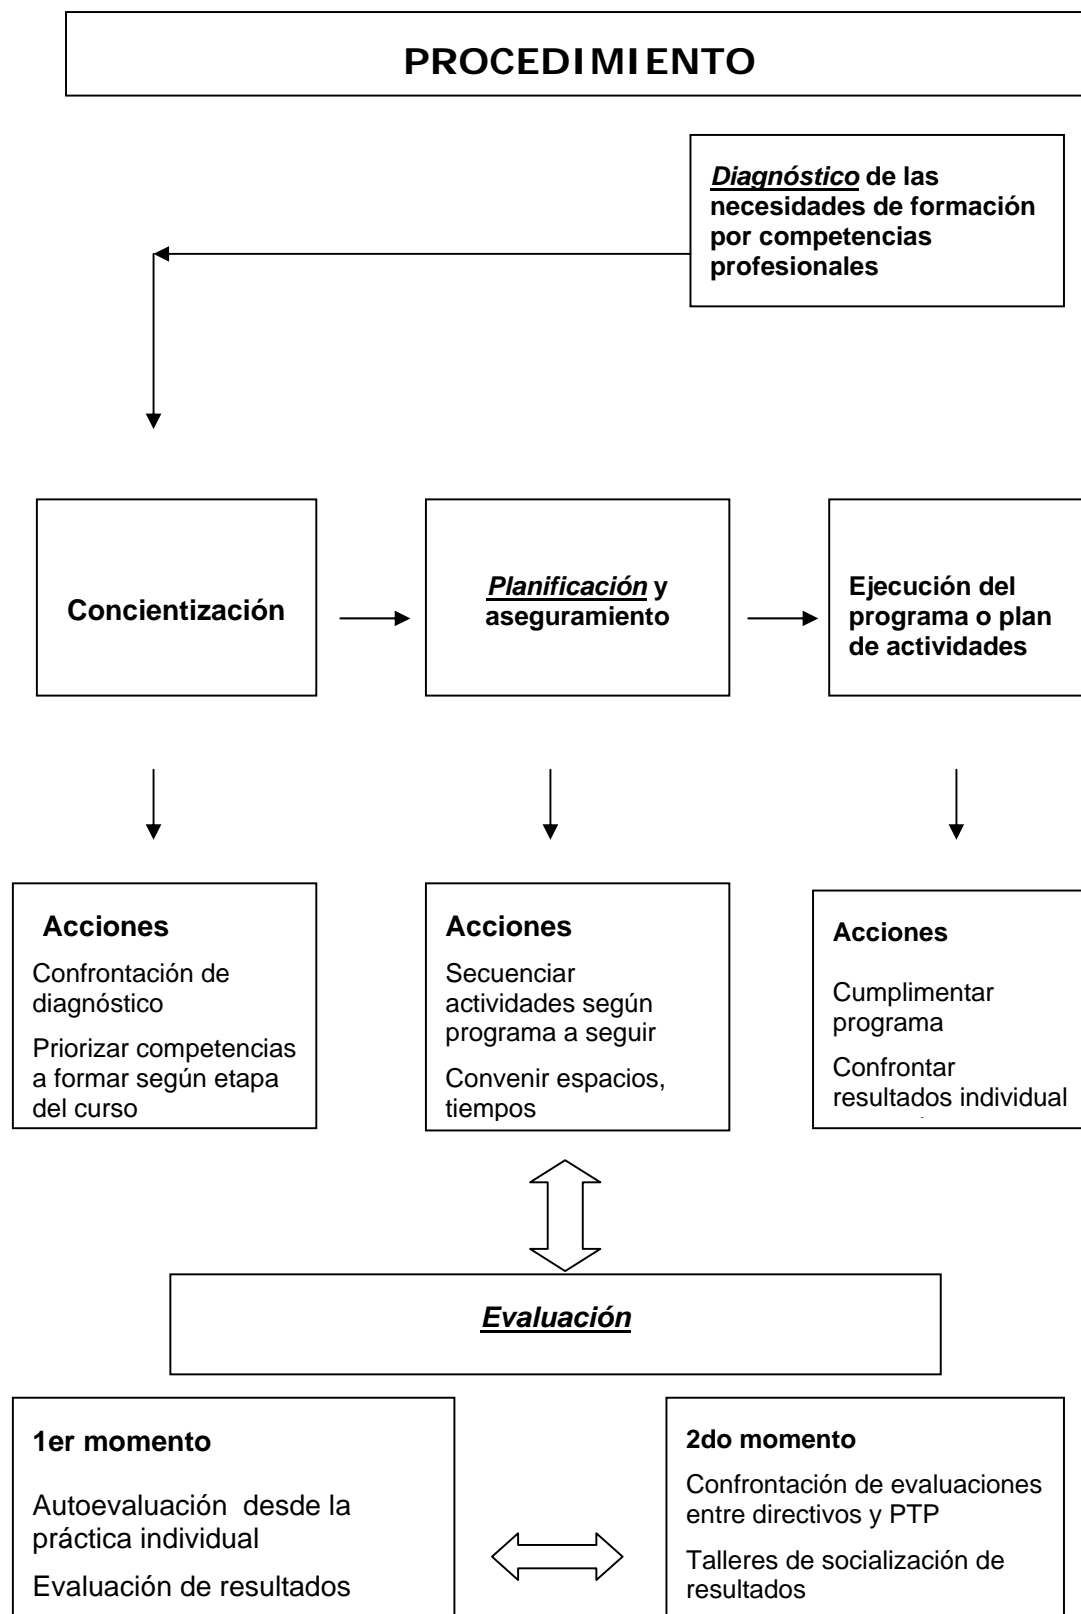 PROCEDIMIENTO
Diagnóstico de las
necesidades de formación
por competencias
profesionales
Concientización
Planificación y
aseguramiento
Ejecución del
programa o plan
de actividades
Acciones
Confrontación de
diagnóstico
Priorizar competencias
a formar según etapa
del curso
Acciones
Secuenciar
actividades según
programa a seguir
Convenir espacios,
tiempos
Acciones
Cumplimentar
programa
Confrontar
resultados individual
Evaluación
1er momento
Autoevaluación desde la
práctica individual
Evaluación de resultados
2do momento
Confrontación de evaluaciones
entre directivos y PTP
Talleres de socialización de
resultados